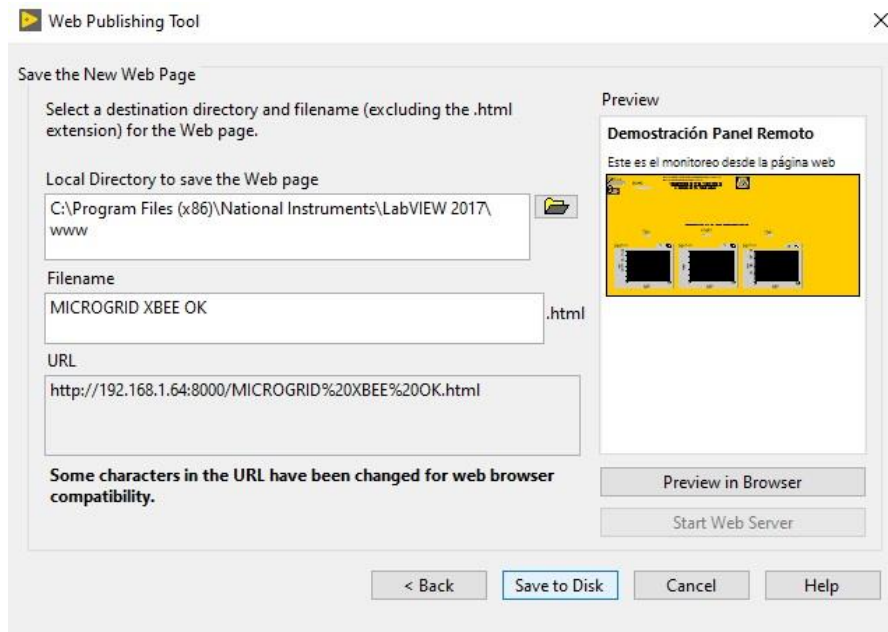 Web Publishing Tool
Save the New Web Page
Select a destination directory and filename (excluding the .html
extension) for the Web page.
Local Directory to save the Web page
C:\Program Files (x86)\National Instruments\LabVIEW 2017\
www
Filename
MICROGRID XBEE OK
.html
URL
http://192.168.1.64:8000/MICROGRID%20XBEE%20OK.html
Some characters in the URL have been changed for web browser
compatibility.
Preview
Demostración Panel Remoto
Este es el monitoreo desde la página web
Preview in Browser
Start Web Server
< Back
Save to Disk
Cancel
Help